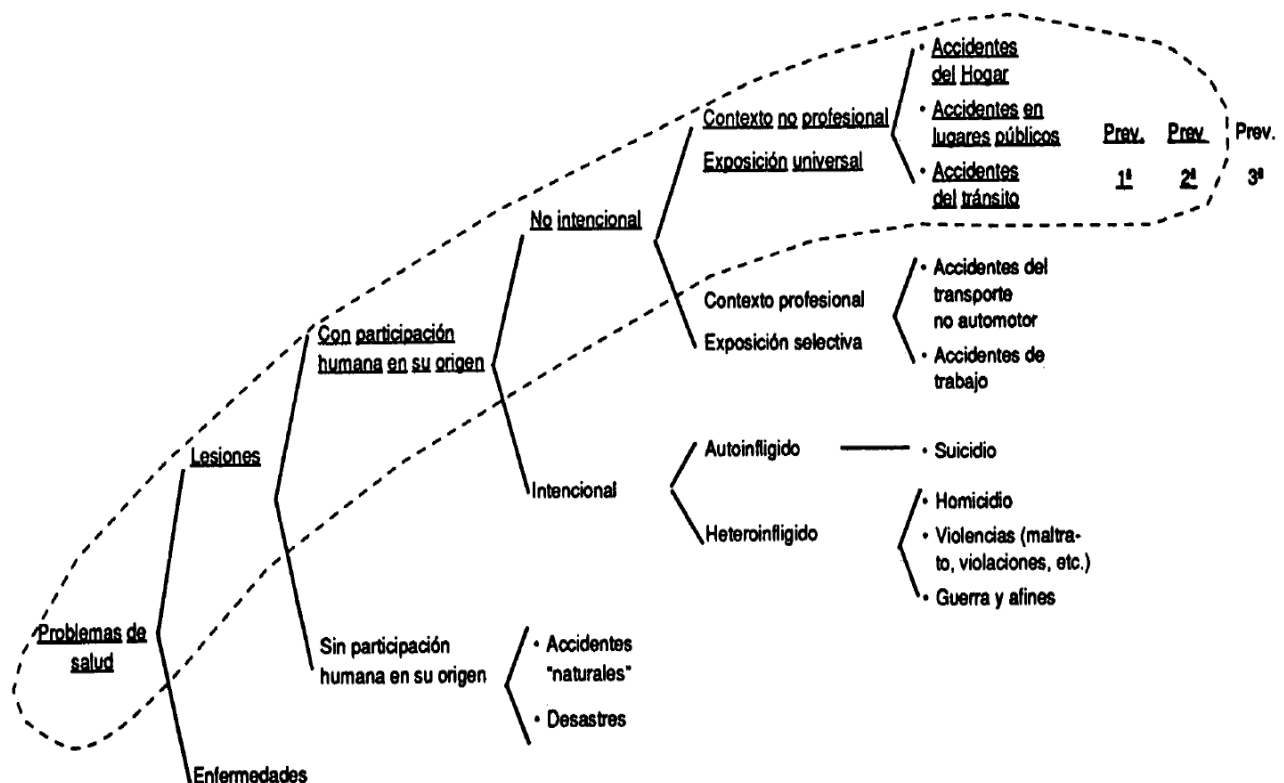 • Accidentes
del Hogar
Contexto no profesional
• Accidentes en
lugares públicos
Prev. Prev Prev.
Exposición universal
• Accidentes
del tránsito
1ª 2ª 3ª
No intencional
Contexto profesional
Exposición selectiva
• Accidentes del
transporte
no automotor
• Accidentes de
trabajo
Con participación
humana en su origen
Lesiones
Intencional
Autoinfligido
• Suicidio
Heteroinfligido
• Homicidio
• Violencias (maltra-
to, violaciones, etc.)
• Guerra y afines
Problemas de
salud
Sin participación
humana en su origen
• Accidentes
"naturales"
• Desastres
Enfermedades